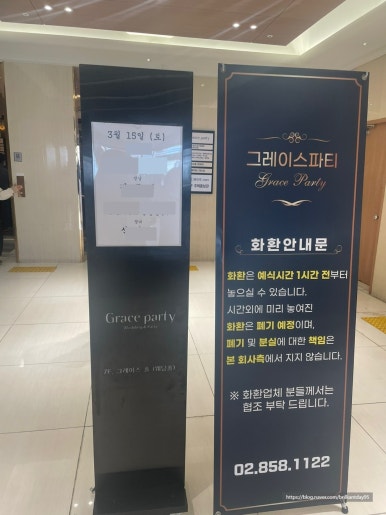 3월 15일 (토)
Grace party
그레이스파티
Grace Party
화환안내문
화환은 예식시간 1시간 전부터
놓으실 수 있습니다.
시간외에 미리 놓여진
화환은 폐기 예정이며,
폐기 및 분실에 대한 책임은
본 회사측에서 지지 않습니다.
※ 화환업체 분들께서는
협조 부탁 드립니다.
02.858.1122